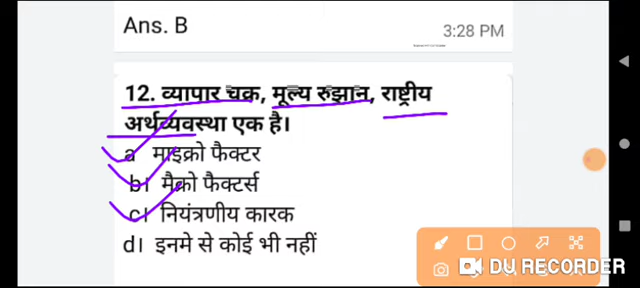 Ans. B
3:28 PM
12. व्यापार चक्र, मूल्य रुझान, राष्ट्रीय
अर्थव्यवस्था एक है।
a माइक्रो फैक्टर
b। मैक्रो फैक्टर्स
c। नियंत्रणीय कारक
d। इनमे से कोई भी नहीं
DU RECORDER